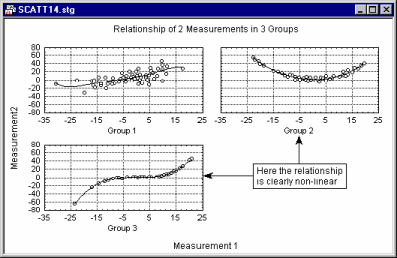 SCATT14.stg
Relationship of 2 Measurements in 3 Groups
Measurement2
80
60
40
20
0
-20
-40
-60
-80
-35 -25 -15 -5 5 15 25
Group 1
-35 -25 -15 -5 5 15 25
Group 2
80
60
40
20
0
-20
-40
-60
-80
-35 -25 -15 -5 5 15 25
Group 3
Here the relationship
is clearly non-linear
Measurement 1